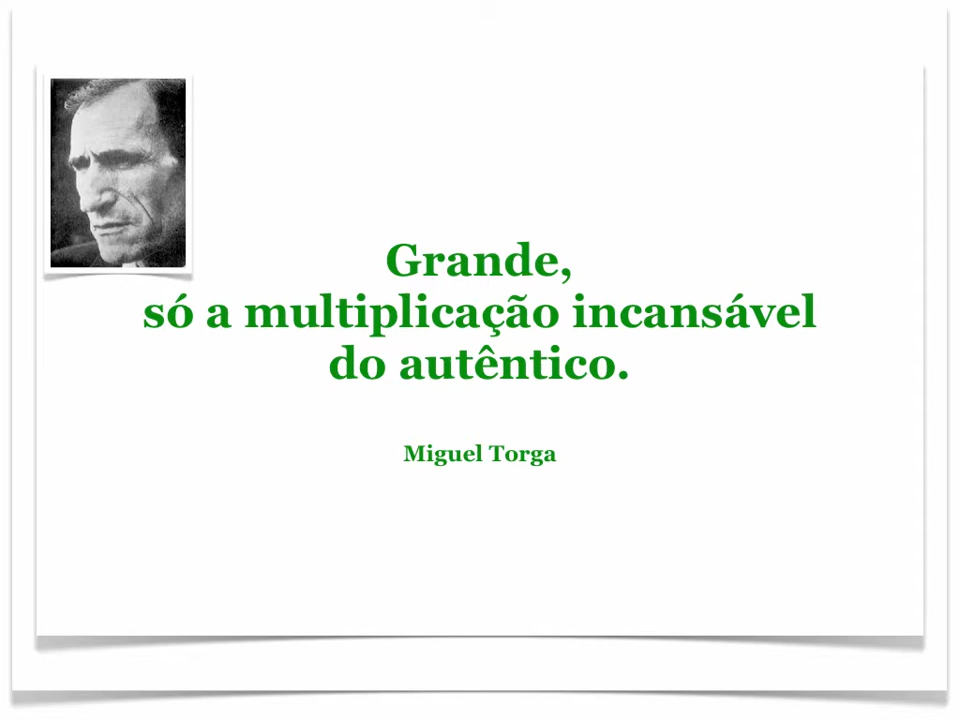 Grande,
só a multiplicação incansável
do autêntico.
Miguel Torga